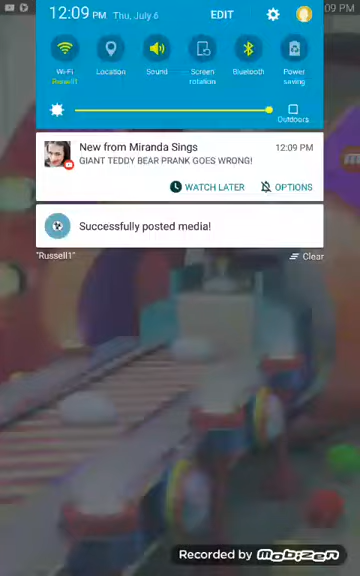 09 PM
12:09 PM Thu, July 6 EDIT
Wi-Fi
Russell1
Location
Sound
Screen rotation
Bluetooth
Power saving
Outdoors
New from Miranda Sings 12:09 PM
GIANT TEDDY BEAR PRANK GOES WRONG!
WATCH LATER OPTIONS
Successfully posted media!
"Russell1" Clear
Recorded by mobizen